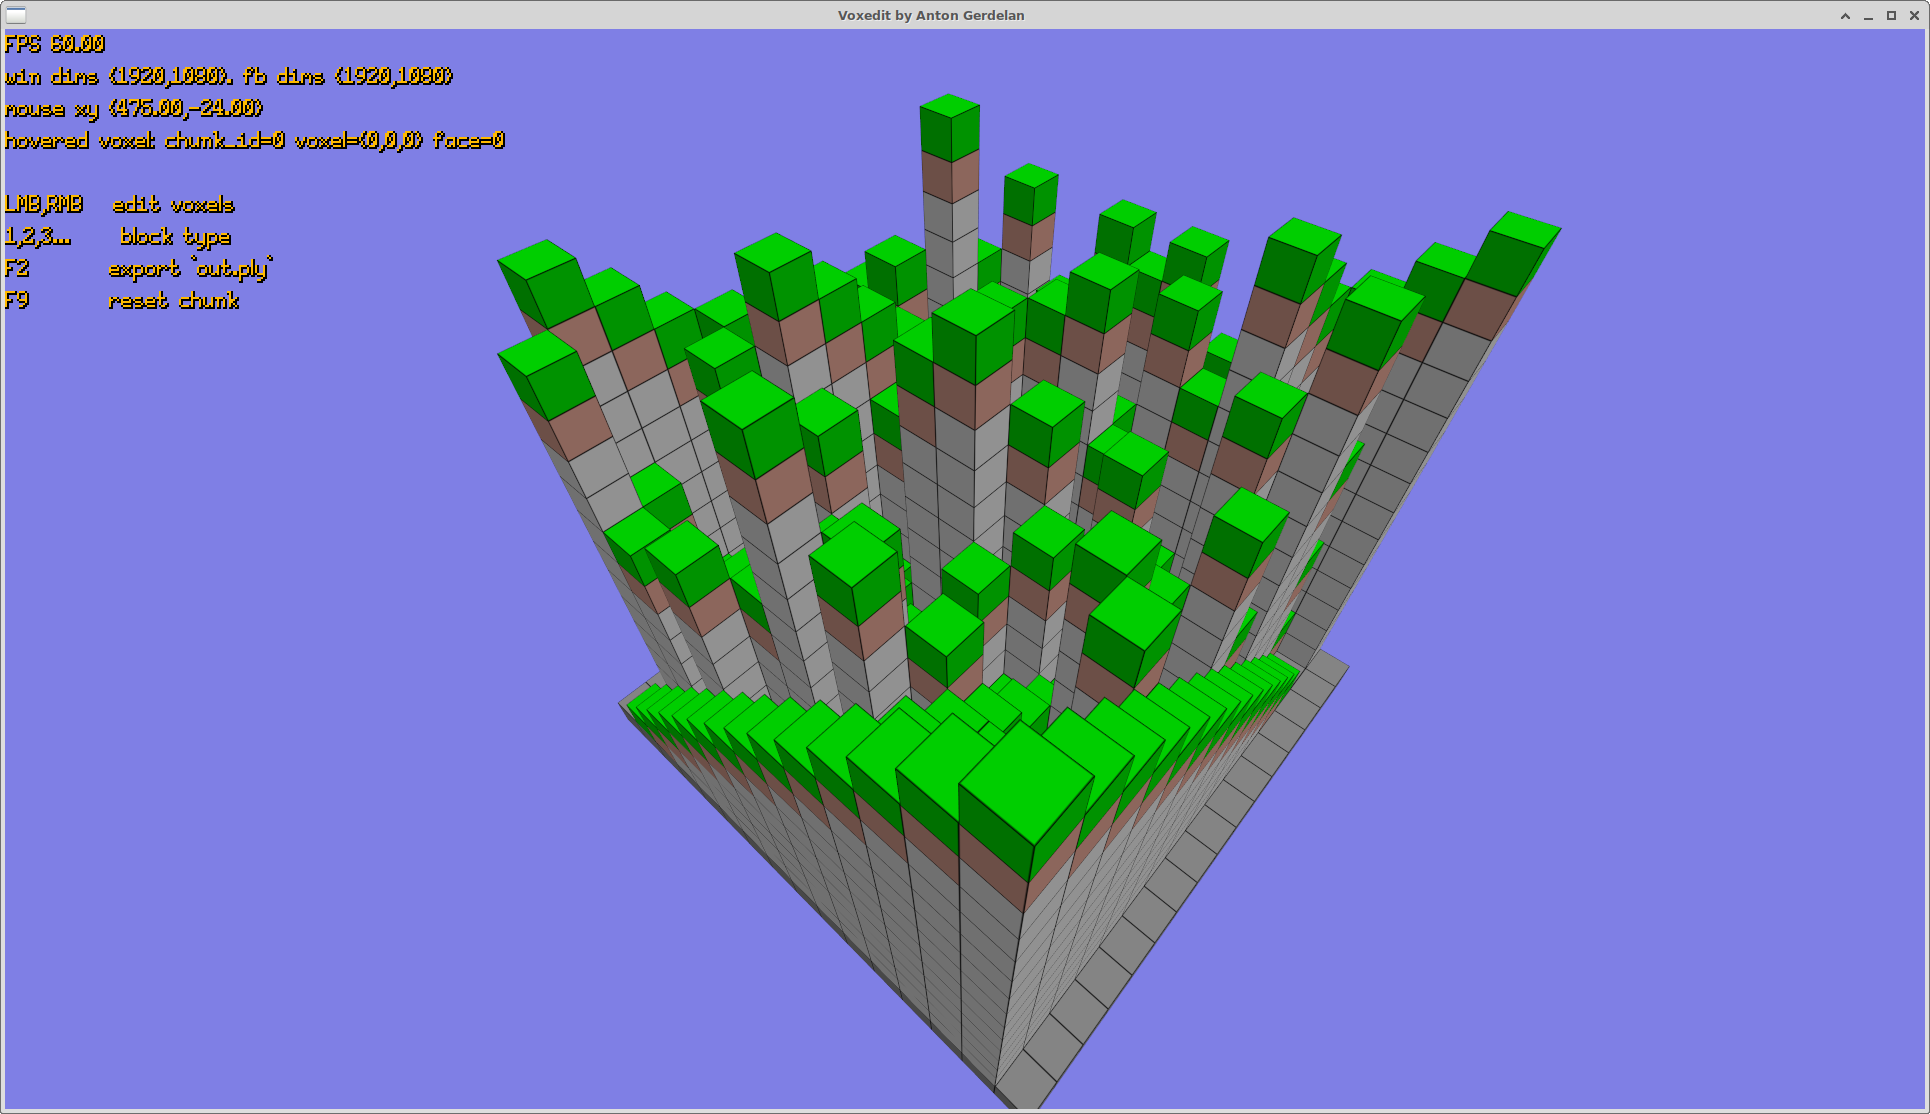 Voxedit by Anton Gerdelan
FPS 60.00
win dims (1920,1080). fb dims (1920,1080)
mouse xy (475.00,-24.00)
hovered voxel: chunk_id=0 voxel=(0,0,0) face=0
LMB,RMB edit voxels
1,2,3... block type
F2 export `out.ply`
F9 reset chunk